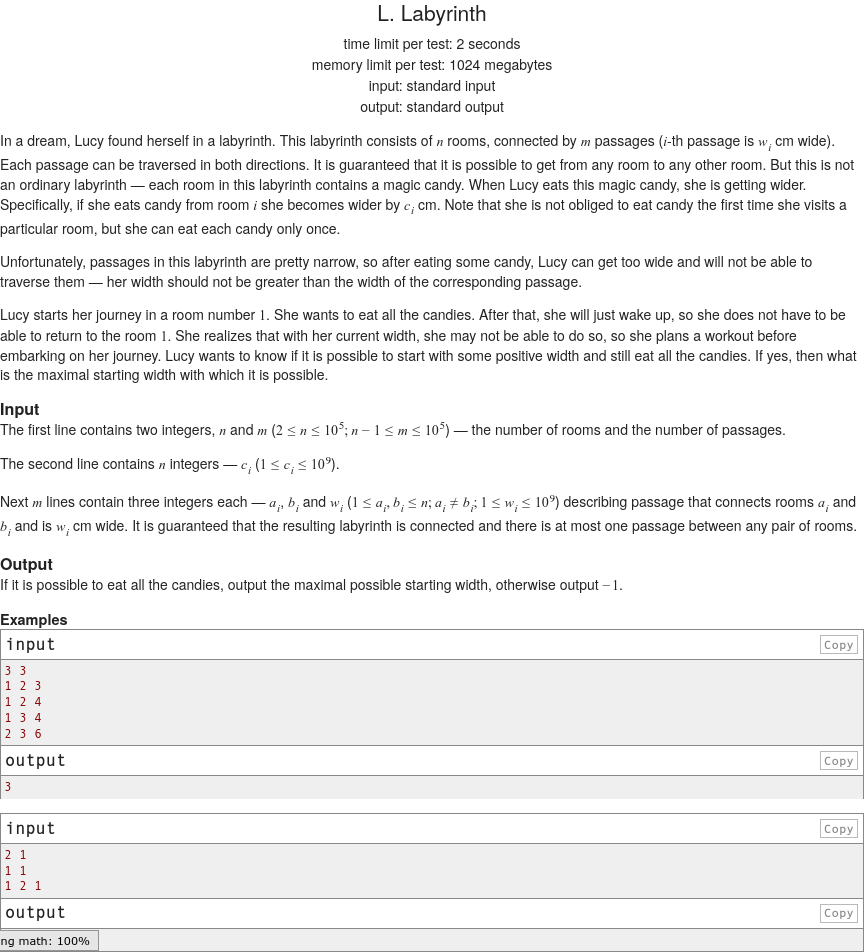 L. Labyrinth
time limit per test: 2 seconds
memory limit per test: 1024 megabytes
input: standard input
output: standard output
In a dream, Lucy found herself in a labyrinth. This labyrinth consists of n rooms, connected by m passages (i-th passage is w_i cm wide).
Each passage can be traversed in both directions. It is guaranteed that it is possible to get from any room to any other room. But this is not
an ordinary labyrinth — each room in this labyrinth contains a magic candy. When Lucy eats this magic candy, she is getting wider.
Specifically, if she eats candy from room i she becomes wider by c_i cm. Note that she is not obliged to eat candy the first time she visits a
particular room, but she can eat each candy only once.
Unfortunately, passages in this labyrinth are pretty narrow, so after eating some candy, Lucy can get too wide and will not be able to
traverse them — her width should not be greater than the width of the corresponding passage.
Lucy starts her journey in a room number 1. She wants to eat all the candies. After that, she will just wake up, so she does not have to be
able to return to the room 1. She realizes that with her current width, she may not be able to do so, so she plans a workout before
embarking on her journey. Lucy wants to know if it is possible to start with some positive width and still eat all the candies. If yes, then what
is the maximal starting width with which it is possible.
Input
The first line contains two integers, n and m (2 ≤ n ≤ 10^5; n − 1 ≤ m ≤ 10^5) — the number of rooms and the number of passages.
The second line contains n integers — c_i (1 ≤ c_i ≤ 10^9).
Next m lines contain three integers each — a_i, b_i and w_i (1 ≤ a_i, b_i ≤ n; a_i ≠ b_i; 1 ≤ w_i ≤ 10^9) describing passage that connects rooms a_i and
b_i and is w_i cm wide. It is guaranteed that the resulting labyrinth is connected and there is at most one passage between any pair of rooms.
Output
If it is possible to eat all the candies, output the maximal possible starting width, otherwise output −1.
Examples
input Copy
3 3
1 2 3
1 2 4
1 3 4
2 3 6
output Copy
3
input Copy
2 1
1 1
1 2 1
output Copy
ng math: 100%